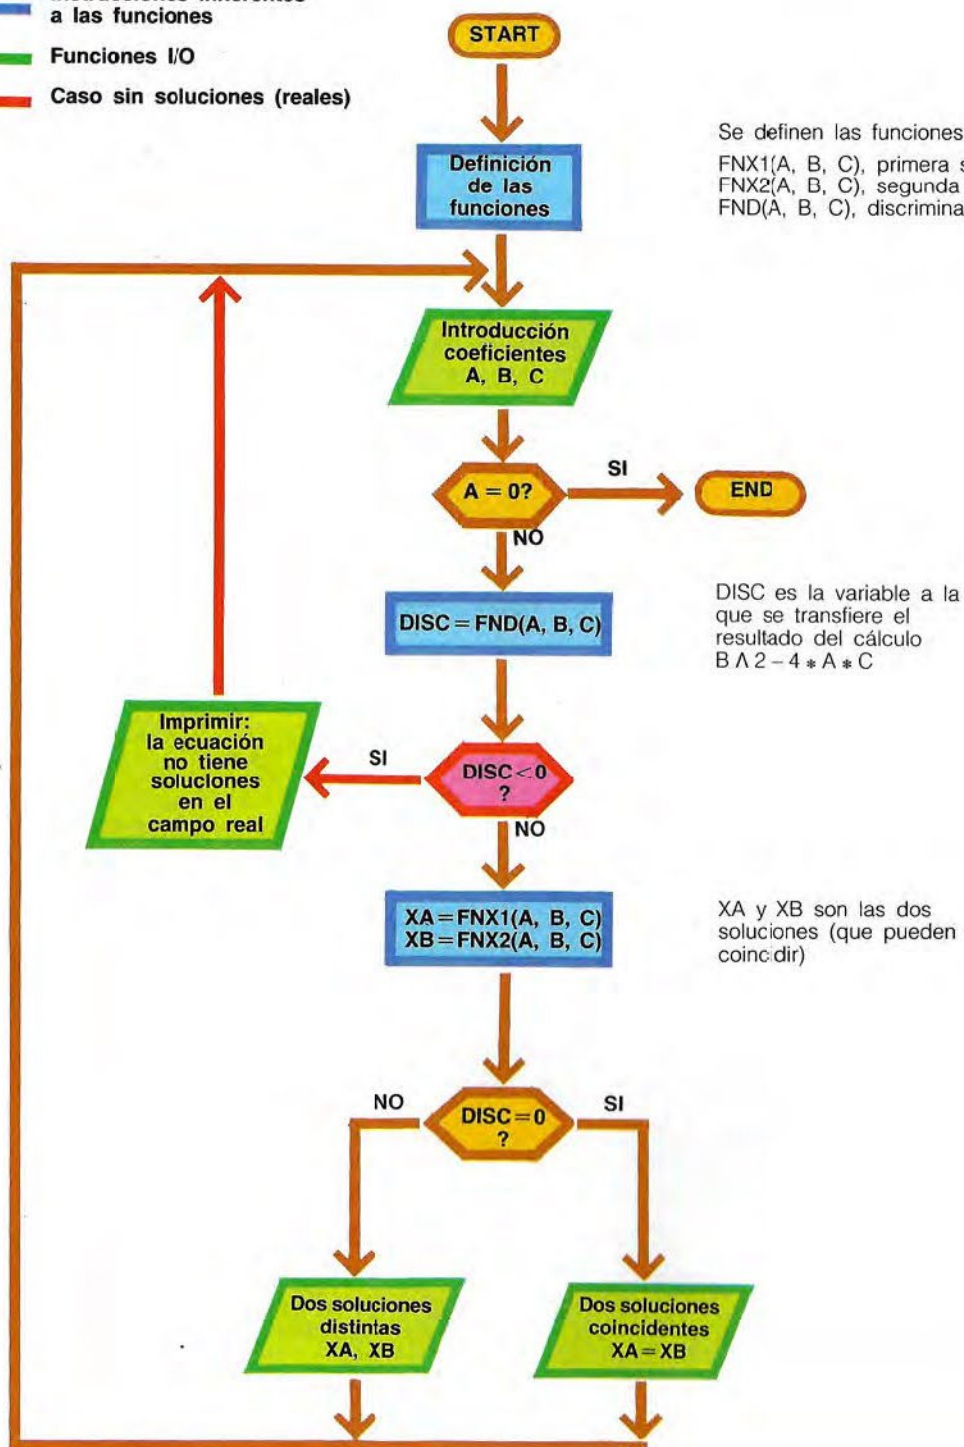 a las funciones
Funciones I/O
Caso sin soluciones (reales)
START
Definición
de las
funciones
Se definen las funciones
FNX1(A, B, C), primera
FNX2(A, B, C), segunda
FND(A, B, C),
Introducción
coeficientes
A, B, C
A = 0?
SI
END
NO
DISC = FND(A, B, C)
DISC es la variable a la
que se transfiere el
resultado del cálculo
B Λ 2 – 4 * A * C
Imprimir:
la ecuación
no tiene
soluciones
en el
campo real
SI
DISC < 0
?
NO
XA = FNX1(A, B, C)
XB = FNX2(A, B, C)
XA y XB son las dos
soluciones (que pueden
coincidir)
NO
DISC = 0
?
SI
Dos soluciones
distintas
XA, XB
Dos soluciones
coincidentes
XA = XB